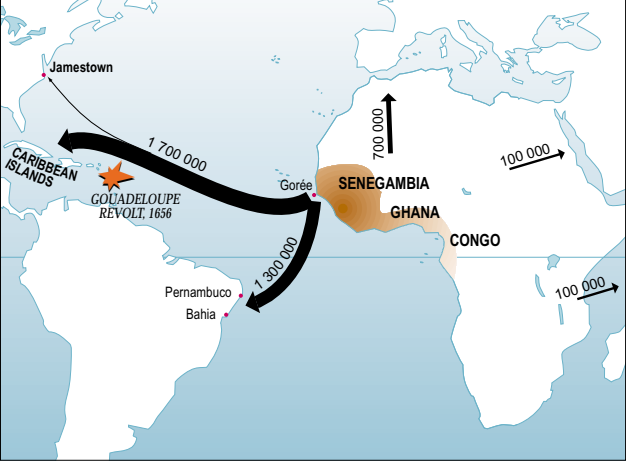 Jamestown
1 700 000
CARIBBEAN
ISLANDS
GOUADELOUPE
REVOLT, 1656
Gorée
SENEGAMBIA
GHANA
CONGO
700 000
100 000
1 300 000
Pernambuco
Bahia
100 000